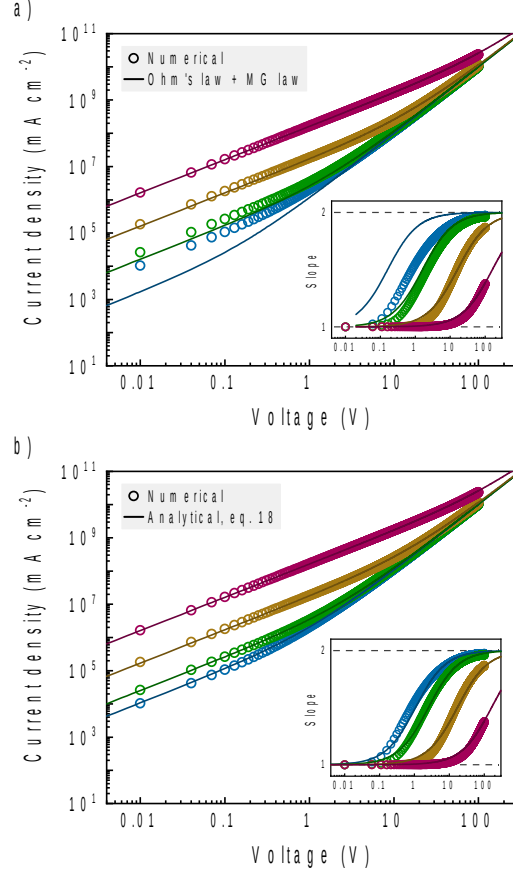 a)
10^11
10^9
10^7
10^5
10^3
10^1
Current density (mA cm^-2)
Numerical
Ohm's law + MG law
2
1
Slope
0.01 0.1 1 10 100
0.01 0.1 1 10 100
Voltage (V)
b)
10^11
10^9
10^7
10^5
10^3
10^1
Current density (mA cm^-2)
Numerical
Analytical, eq. 18
2
1
Slope
0.01 0.1 1 10 100
0.01 0.1 1 10 100
Voltage (V)